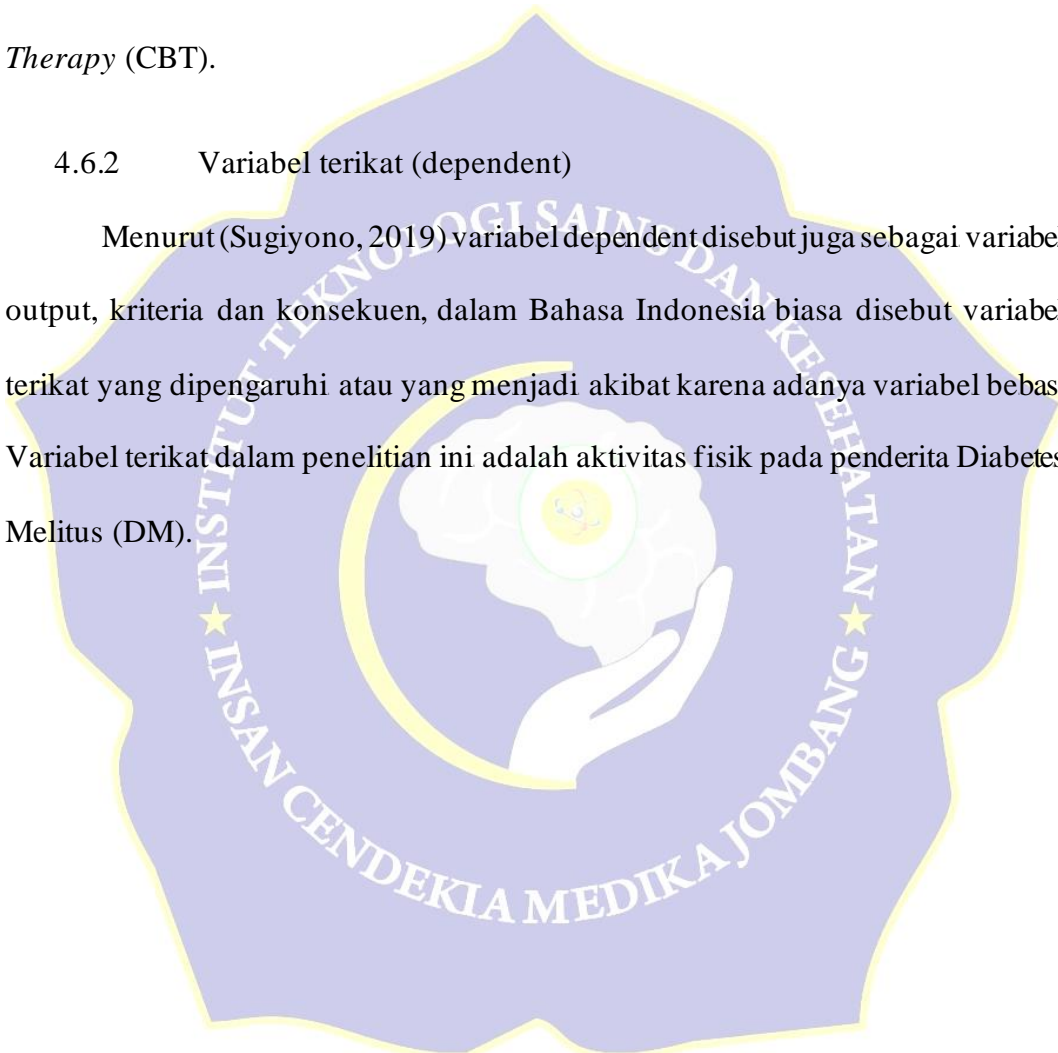 Therapy (CBT).
4.6.2 Variabel terikat (dependent)
Menurut (Sugiyono, 2019) variabel dependent disebut juga sebagai variabel
output, kriteria dan konsekuen, dalam Bahasa Indonesia biasa disebut variabel
terikat yang dipengaruhi atau yang menjadi akibat karena adanya variabel bebas
Variabel terikat dalam penelitian ini adalah aktivitas fisik pada penderita Diabetes
Melitus (DM).
INSTITUT TEKNOLOGI SAINS DAN KESEHATAN
INSAN CENDEKIA MEDIKA JOMBANG